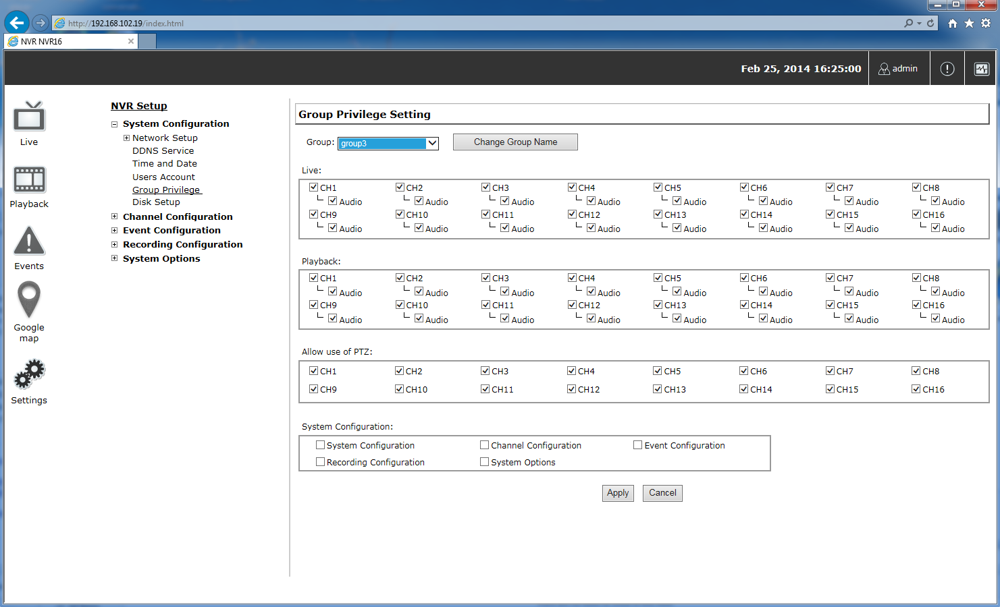 http://192.168.102.19/index.html
NVR NVR16
Feb 25, 2014 16:25:00 admin
Live
Playback
Events
Google
map
Settings
NVR Setup
System Configuration
Network Setup
DDNS Service
Time and Date
Users Account
Group Privilege
Disk Setup
Channel Configuration
Event Configuration
Recording Configuration
System Options
Group Privilege Setting
Group: group3 Change Group Name
Live:
CH1 CH2 CH3 CH4 CH5 CH6 CH7 CH8
Audio Audio Audio Audio Audio Audio Audio Audio
CH9 CH10 CH11 CH12 CH13 CH14 CH15 CH16
Audio Audio Audio Audio Audio Audio Audio Audio
Playback:
CH1 CH2 CH3 CH4 CH5 CH6 CH7 CH8
Audio Audio Audio Audio Audio Audio Audio Audio
CH9 CH10 CH11 CH12 CH13 CH14 CH15 CH16
Audio Audio Audio Audio Audio Audio Audio Audio
Allow use of PTZ:
CH1 CH2 CH3 CH4 CH5 CH6 CH7 CH8
CH9 CH10 CH11 CH12 CH13 CH14 CH15 CH16
System Configuration:
System Configuration Channel Configuration Event Configuration
Recording Configuration System Options
Apply Cancel